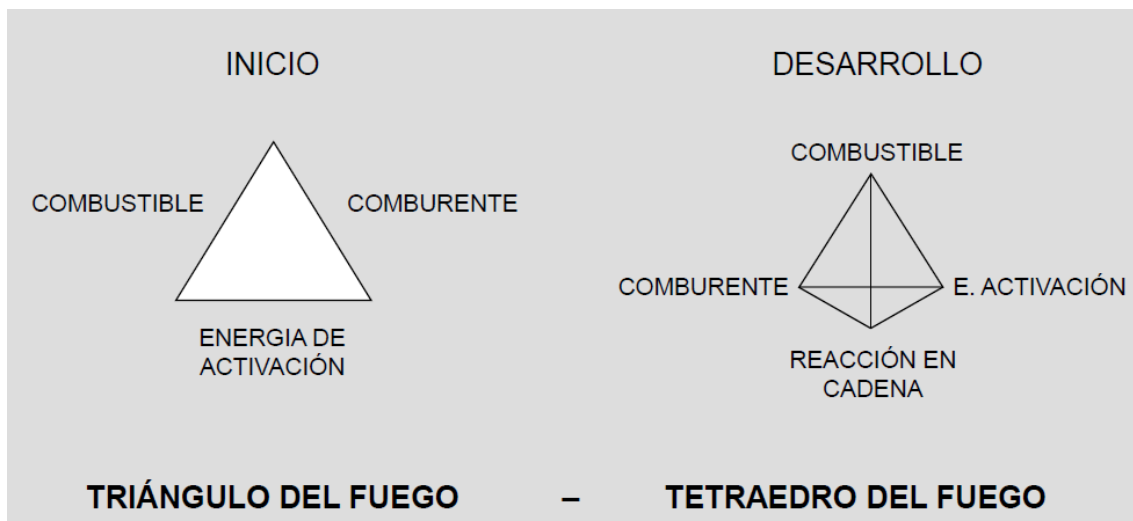 INICIO
DESARROLLO
COMBUSTIBLE
COMBURENTE
ENERGIA DE
ACTIVACIÓN
COMBUSTIBLE
COMBURENTE
E. ACTIVACIÓN
REACCIÓN EN
CADENA
TRIÁNGULO DEL FUEGO – TETRAEDRO DEL FUEGO